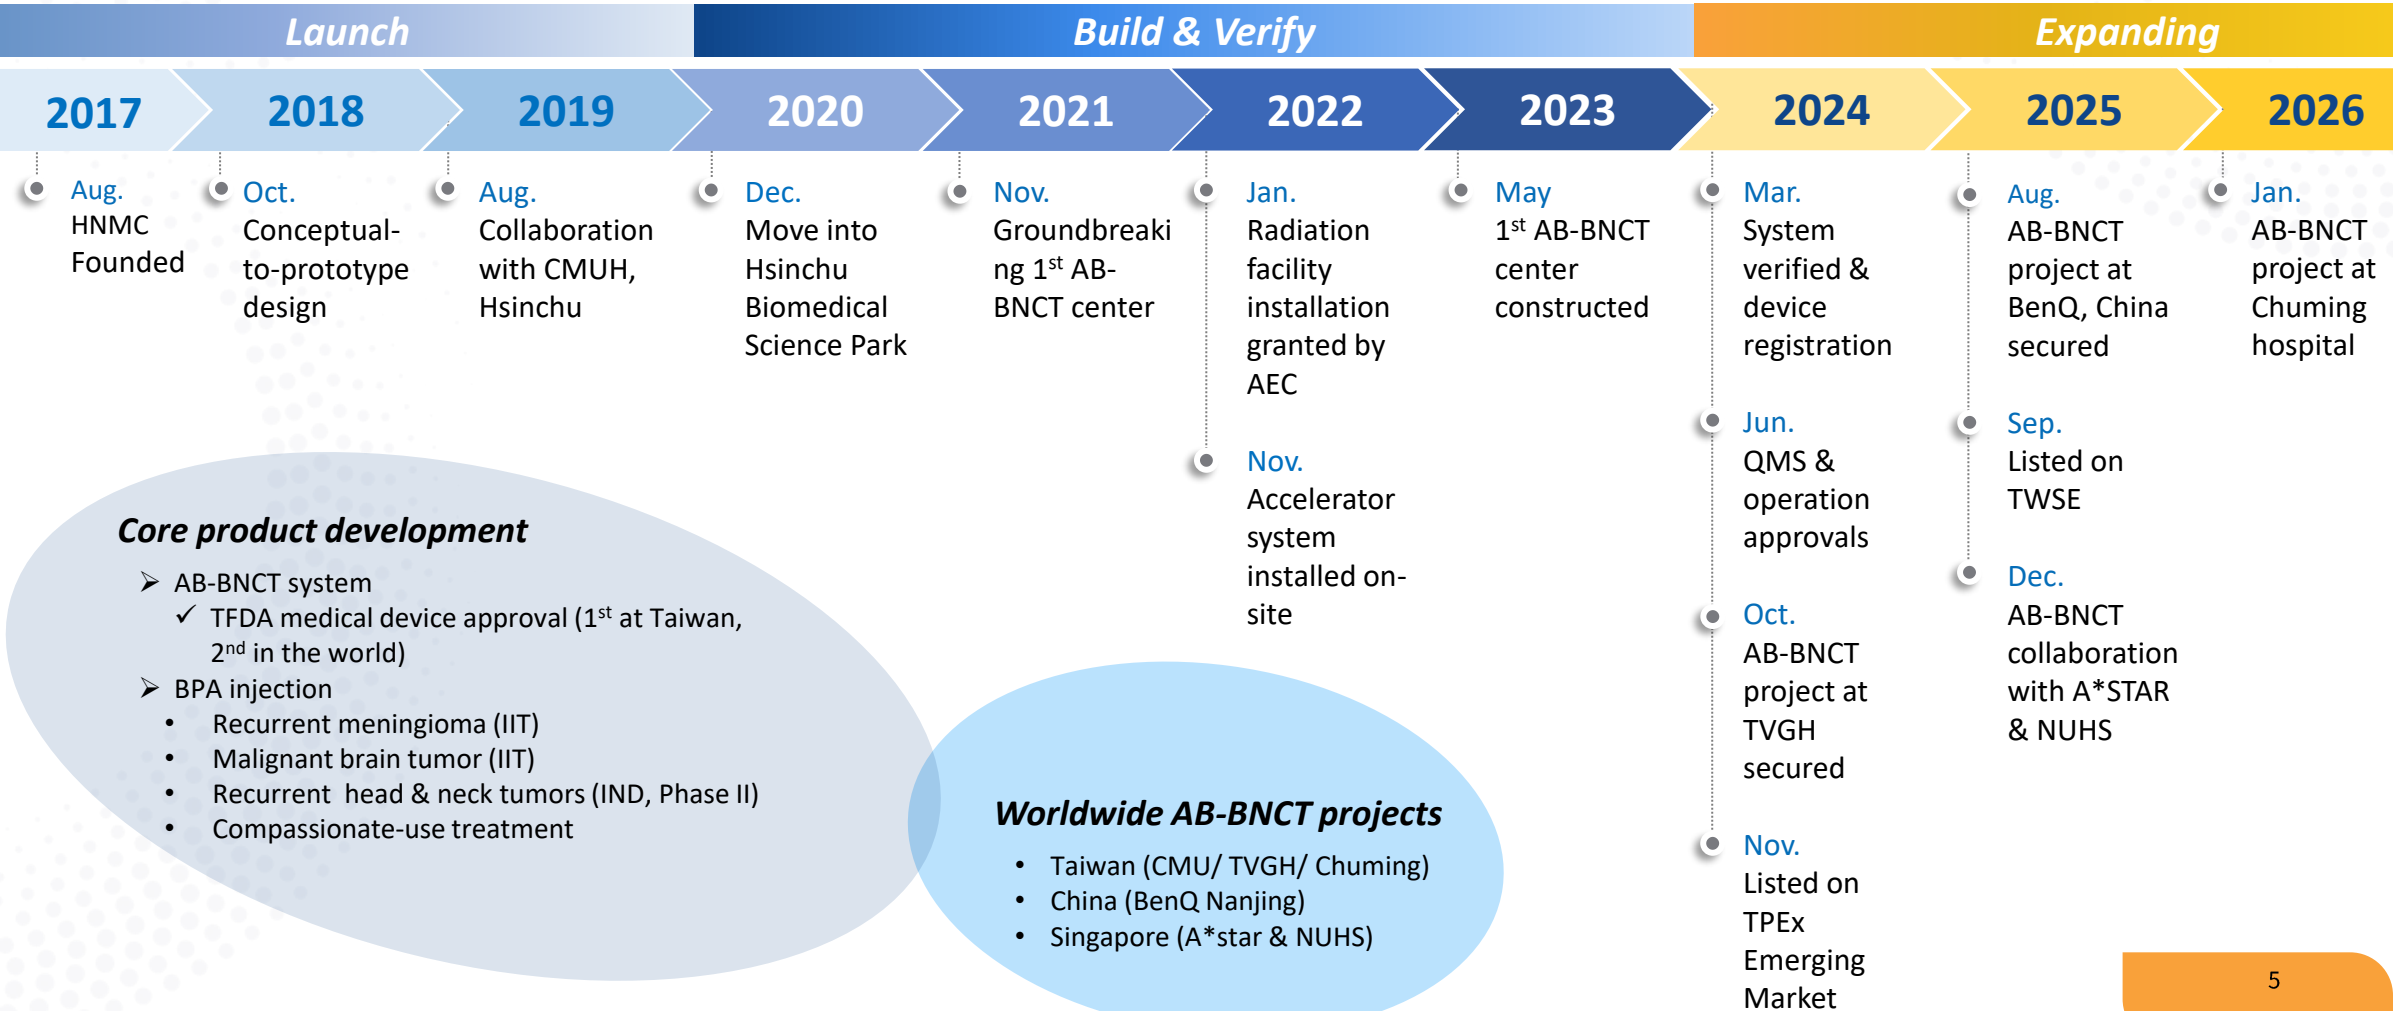 Launch
Build & Verify
Expanding
2017
2018
2019
2020
2021
2022
2023
2024
2025
2026
Aug.
HNMC
Founded
Oct.
Conceptual-
to-prototype
design
Aug.
Collaboration
with CMUH,
Hsinchu
Dec.
Move into
Hsinchu
Biomedical
Science Park
Nov.
Groundbreaki
ng 1st AB-
BNCT center
Jan.
Radiation
facility
installation
granted by
AEC
Nov.
Accelerator
system
installed on-
site
May
1st AB-BNCT
center
constructed
Mar.
System
verified &
device
registration
Jun.
QMS &
operation
approvals
Oct.
AB-BNCT
project at
TVGH
secured
Nov.
Listed on
TPEx
Emerging
Market
Aug.
AB-BNCT
project at
BenQ, China
secured
Sep.
Listed on
TWSE
Dec.
AB-BNCT
collaboration
with A*STAR
& NUHS
Jan.
AB-BNCT
project at
Chuming
hospital
Core product development
➢ AB-BNCT system
✓ TFDA medical device approval (1st at Taiwan,
2nd in the world)
➢ BPA injection
• Recurrent meningioma (IIT)
• Malignant brain tumor (IIT)
• Recurrent head & neck tumors (IND, Phase II)
• Compassionate-use treatment
Worldwide AB-BNCT projects
• Taiwan (CMU/ TVGH/ Chuming)
• China (BenQ Nanjing)
• Singapore (A*star & NUHS)
5